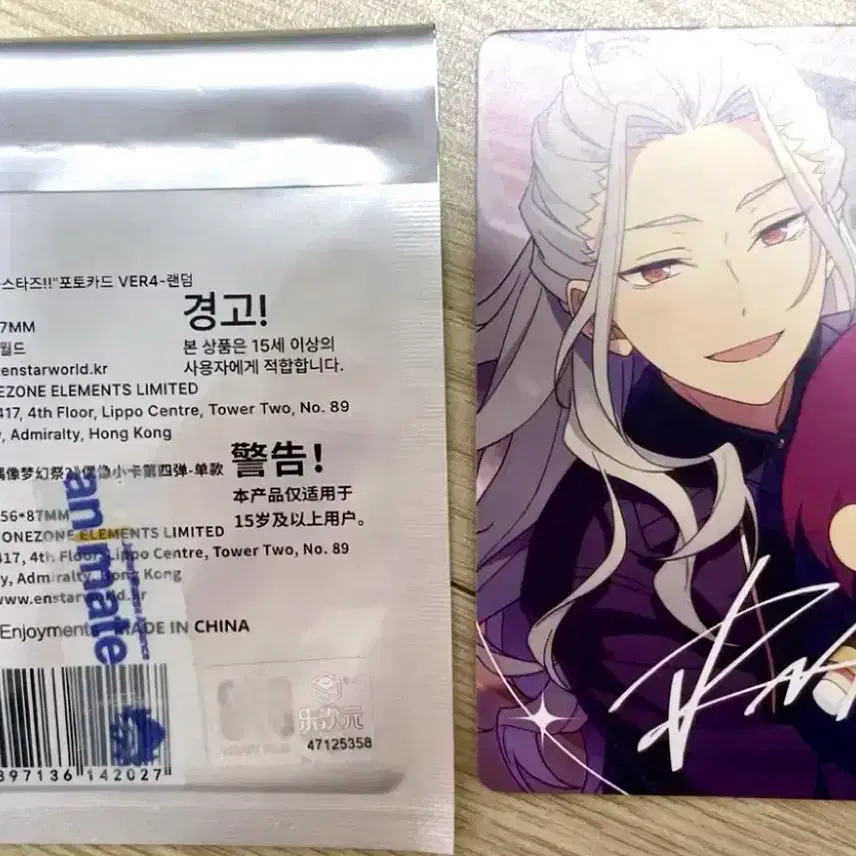 스타즈!!"포토카드 VER4-랜덤
경고!
7MM
본 상품은 15세 이상의
월드
사용자에게 적합합니다.
enstarworld.kr
NEZONE ELEMENTS LIMITED
417, 4th Floor, Lippo Centre, Tower Two, No. 89
, Admiralty, Hong Kong
偶像梦幻祭2》偶像小卡第四弹-单款
警告!
本产品仅适用于
56*87MM
15岁及以上用户。
ONEZONE ELEMENTS LIMITED
417, 4th Floor, Lippo Centre, Tower Two, No. 89
, Admiralty, Hong Kong
www.enstarworld.kr
Enjoyments MADE IN CHINA
animate
乐次元
47125358
897136 142027